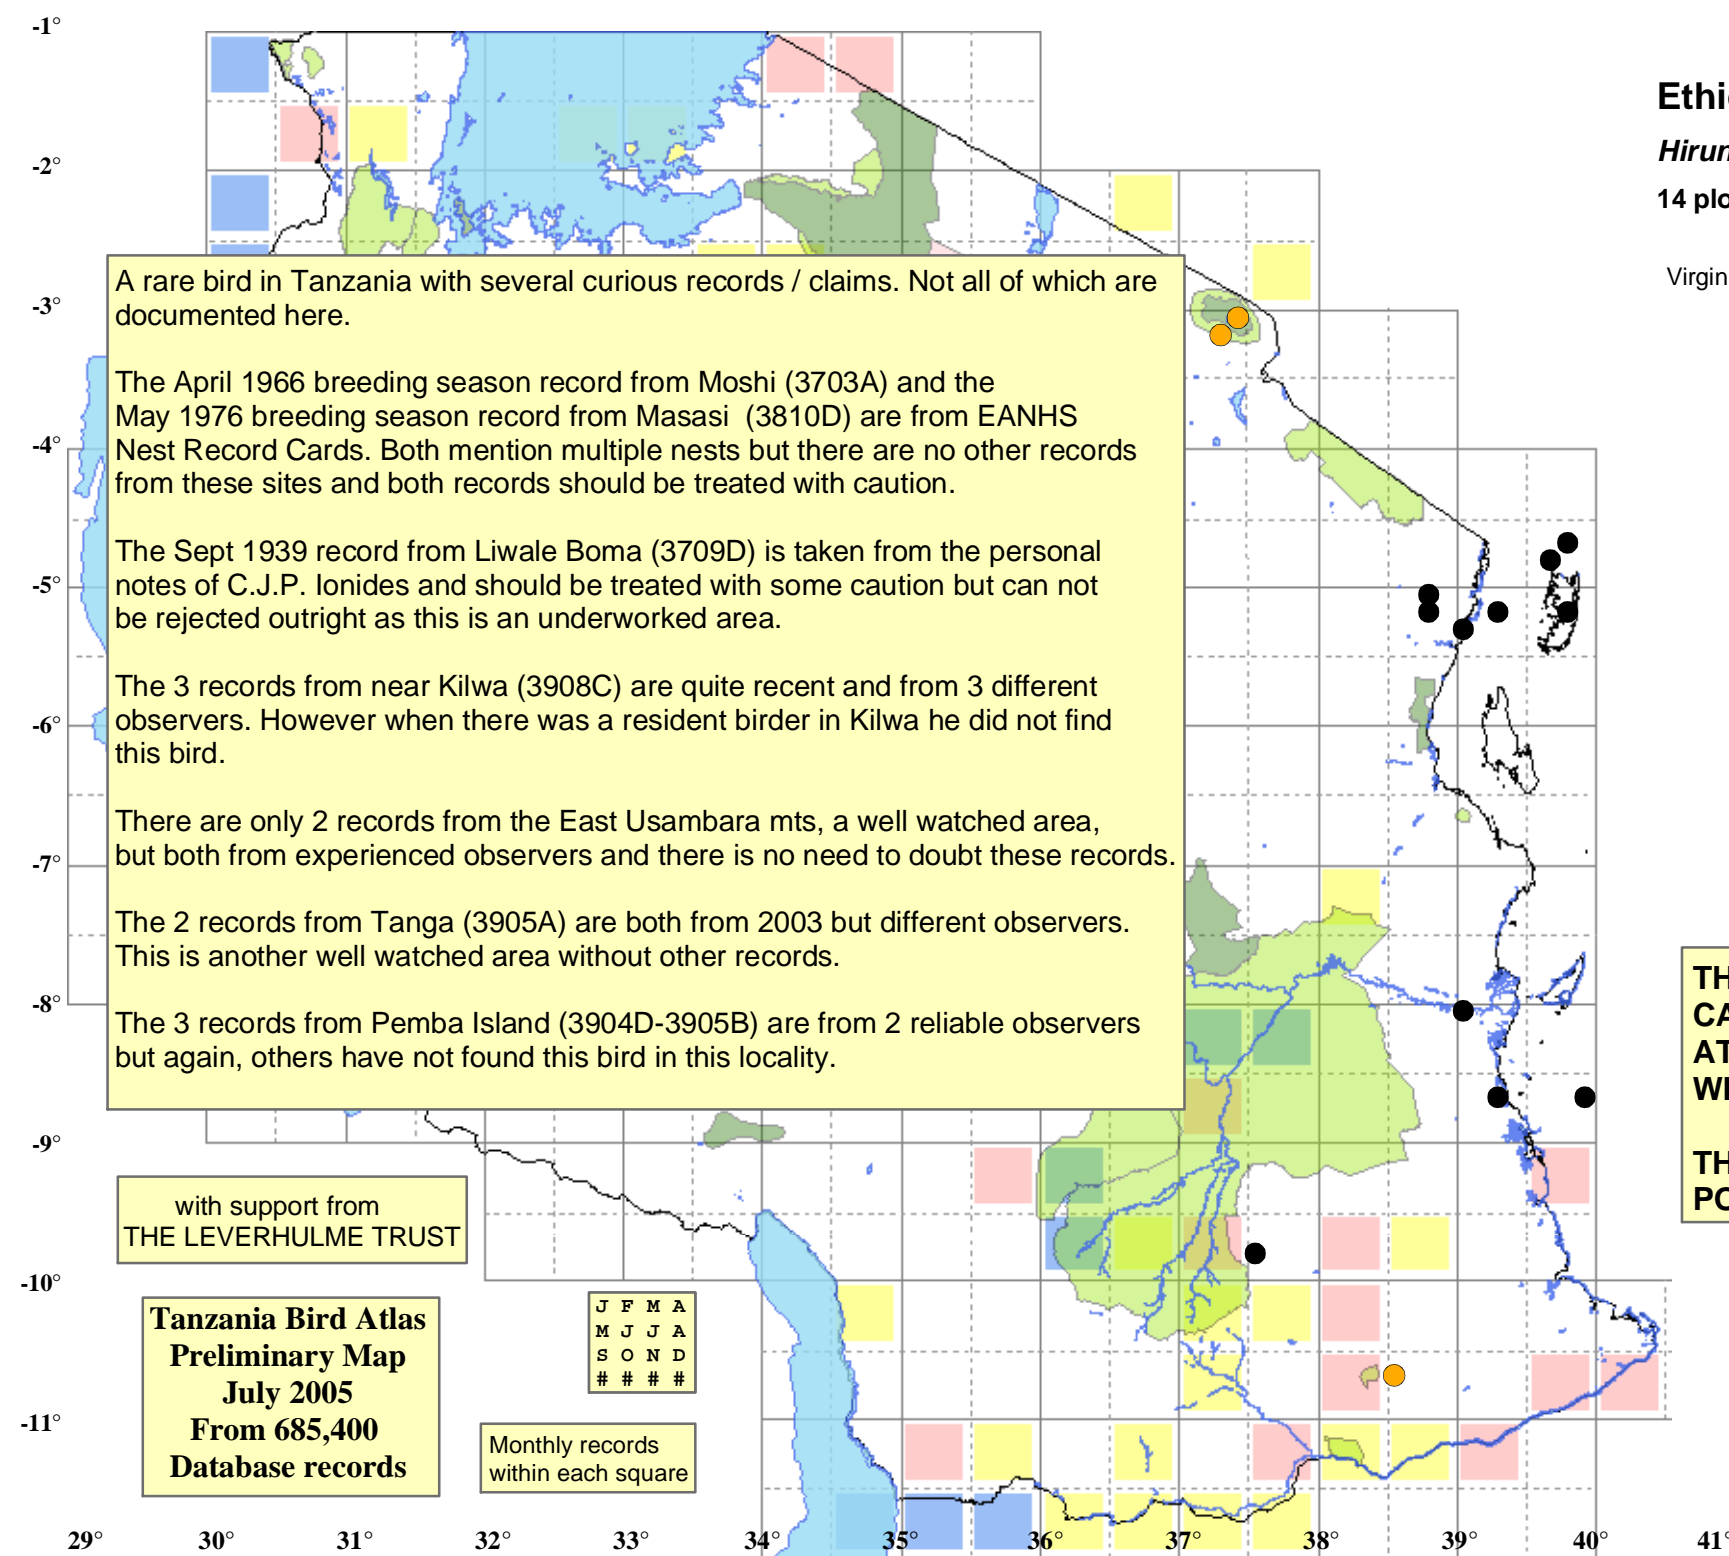 -1°
-2°
-3°
-4°
-5°
-6°
-7°
-8°
-9°
-10°
-11°
29°
30°
31°
32°
33°
34°
35°
36°
37°
38°
39°
40°
41°
14
Virgin
A rare bird in Tanzania with several curious records / claims. Not all of which are
documented here.
The April 1966 breeding season record from Moshi (3703A) and the
May 1976 breeding season record from Masasi (3810D) are from EANHS
Nest Record Cards. Both mention multiple nests but there are no other records
from these sites and both records should be treated with caution.
The Sept 1939 record from Liwale Boma (3709D) is taken from the personal
notes of C.J.P. Ionides and should be treated with some caution but can not
be rejected outright as this is an underworked area.
The 3 records from near Kilwa (3908C) are quite recent and from 3 different
observers. However when there was a resident birder in Kilwa he did not find
this bird.
There are only 2 records from the East Usambara mts, a well watched area,
but both from experienced observers and there is no need to doubt these records.
The 2 records from Tanga (3905A) are both from 2003 but different observers.
This is another well watched area without other records.
The 3 records from Pemba Island (3904D-3905B) are from 2 reliable observers
but again, others have not found this bird in this locality.
with support from
THE LEVERHULME TRUST
Tanzania Bird Atlas
Preliminary Map
July 2005
From 685,400
Database records
J F M A
M J J A
S O N D
# # # #
Monthly records
within each square